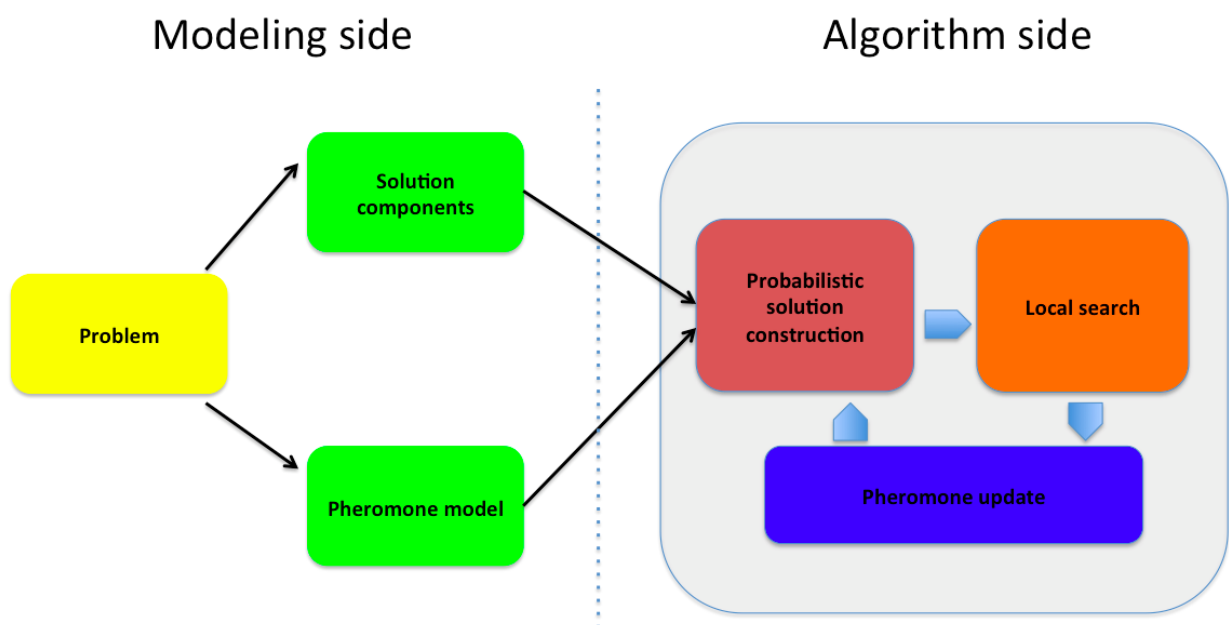 Modeling side
Algorithm side
Solution
components
Problem
Pheromone model
Probabilistic
solution
construction
Local search
Pheromone update